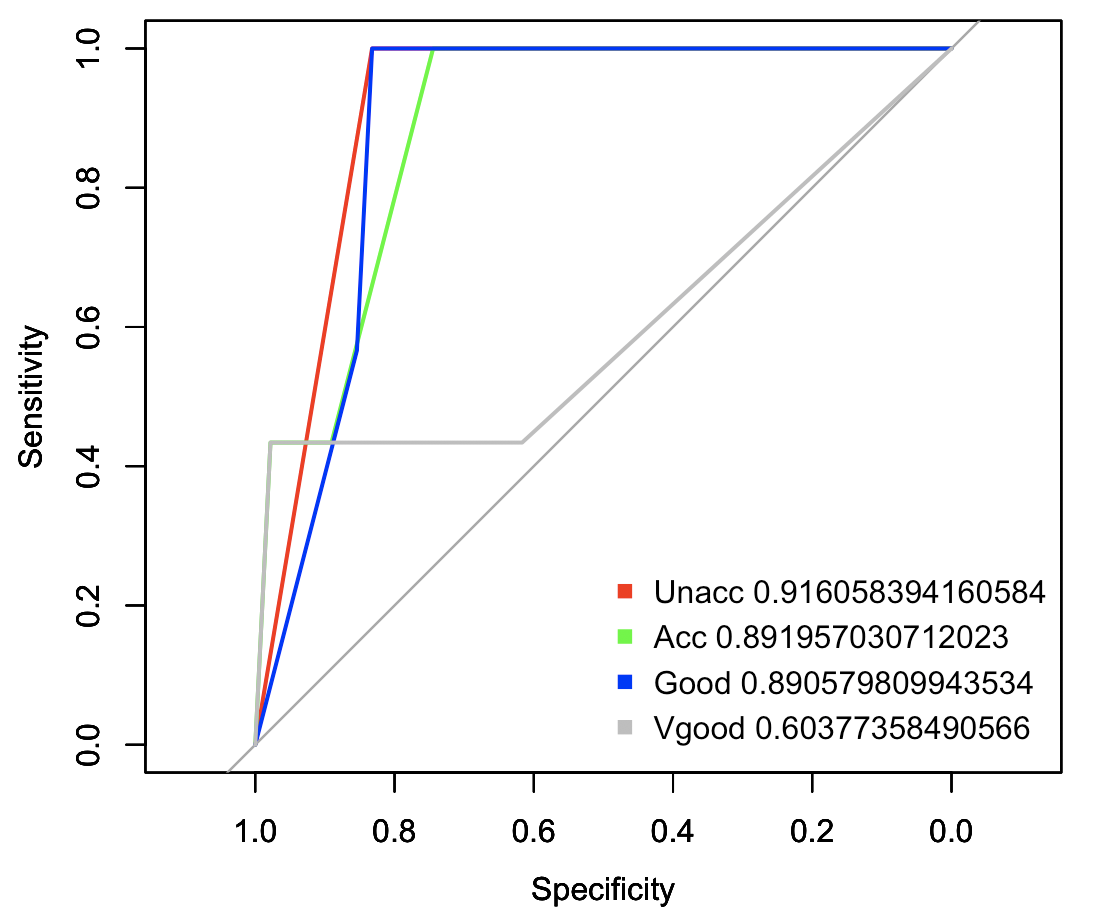 1.0
0.8
0.6
0.4
0.2
0.0
Sensitivity
Unacc 0.916058394160584
Acc 0.891957030712023
Good 0.890579809943534
Vgood 0.60377358490566
1.0 0.8 0.6 0.4 0.2 0.0
Specificity